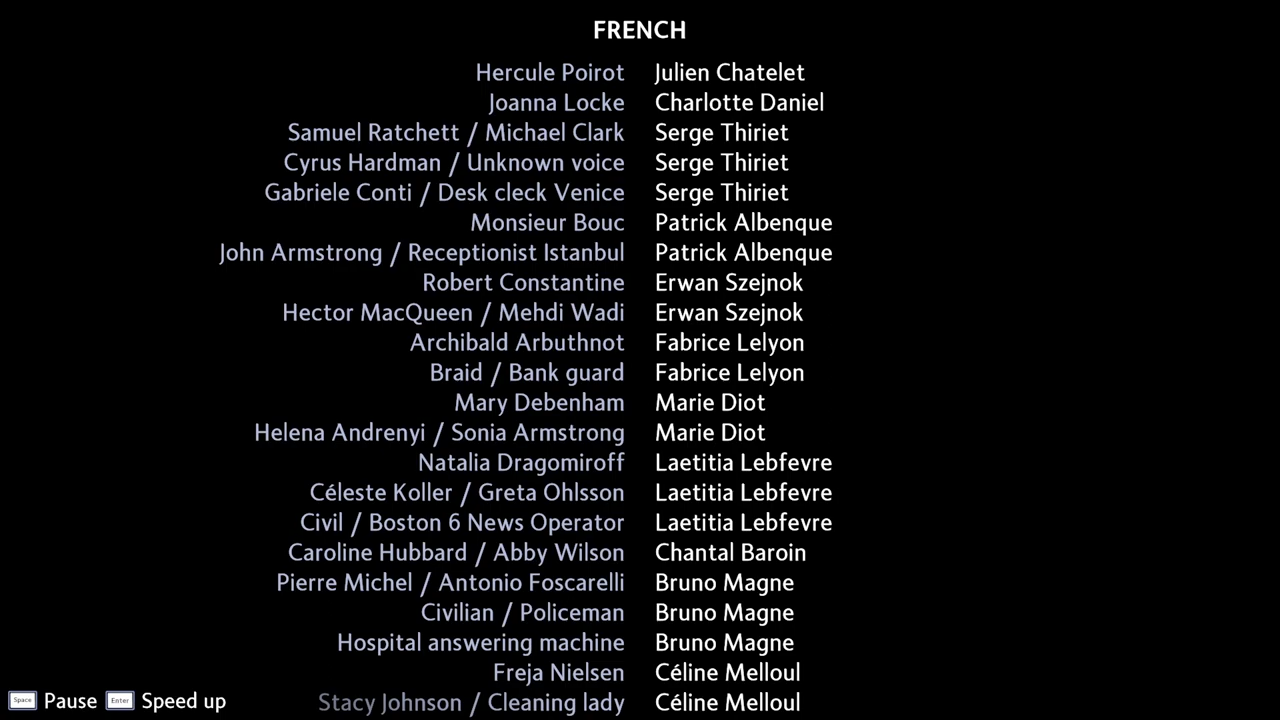 FRENCH
Hercule Poirot Julien Chatelet
Joanna Locke Charlotte Daniel
Samuel Ratchett / Michael Clark Serge Thiriet
Cyrus Hardman / Unknown voice Serge Thiriet
Gabriele Conti / Desk cleck Venice Serge Thiriet
Monsieur Bouc Patrick Albenque
John Armstrong / Receptionist Istanbul Patrick Albenque
Robert Constantine Erwan Szejnok
Hector MacQueen / Mehdi Wadi Erwan Szejnok
Archibald Arbuthnot Fabrice Lelyon
Braid / Bank guard Fabrice Lelyon
Mary Debenham Marie Diot
Helena Andrenyi / Sonia Armstrong Marie Diot
Natalia Dragomiroff Laetitia Lebfevre
Céleste Koller / Greta Ohlsson Laetitia Lebfevre
Civil / Boston 6 News Operator Laetitia Lebfevre
Caroline Hubbard / Abby Wilson Chantal Baroin
Pierre Michel / Antonio Foscarelli Bruno Magne
Civilian / Policeman Bruno Magne
Hospital answering machine Bruno Magne
Freja Nielsen Céline Melloul
Stacy Johnson / Cleaning lady Céline Melloul
Space Pause Enter Speed up